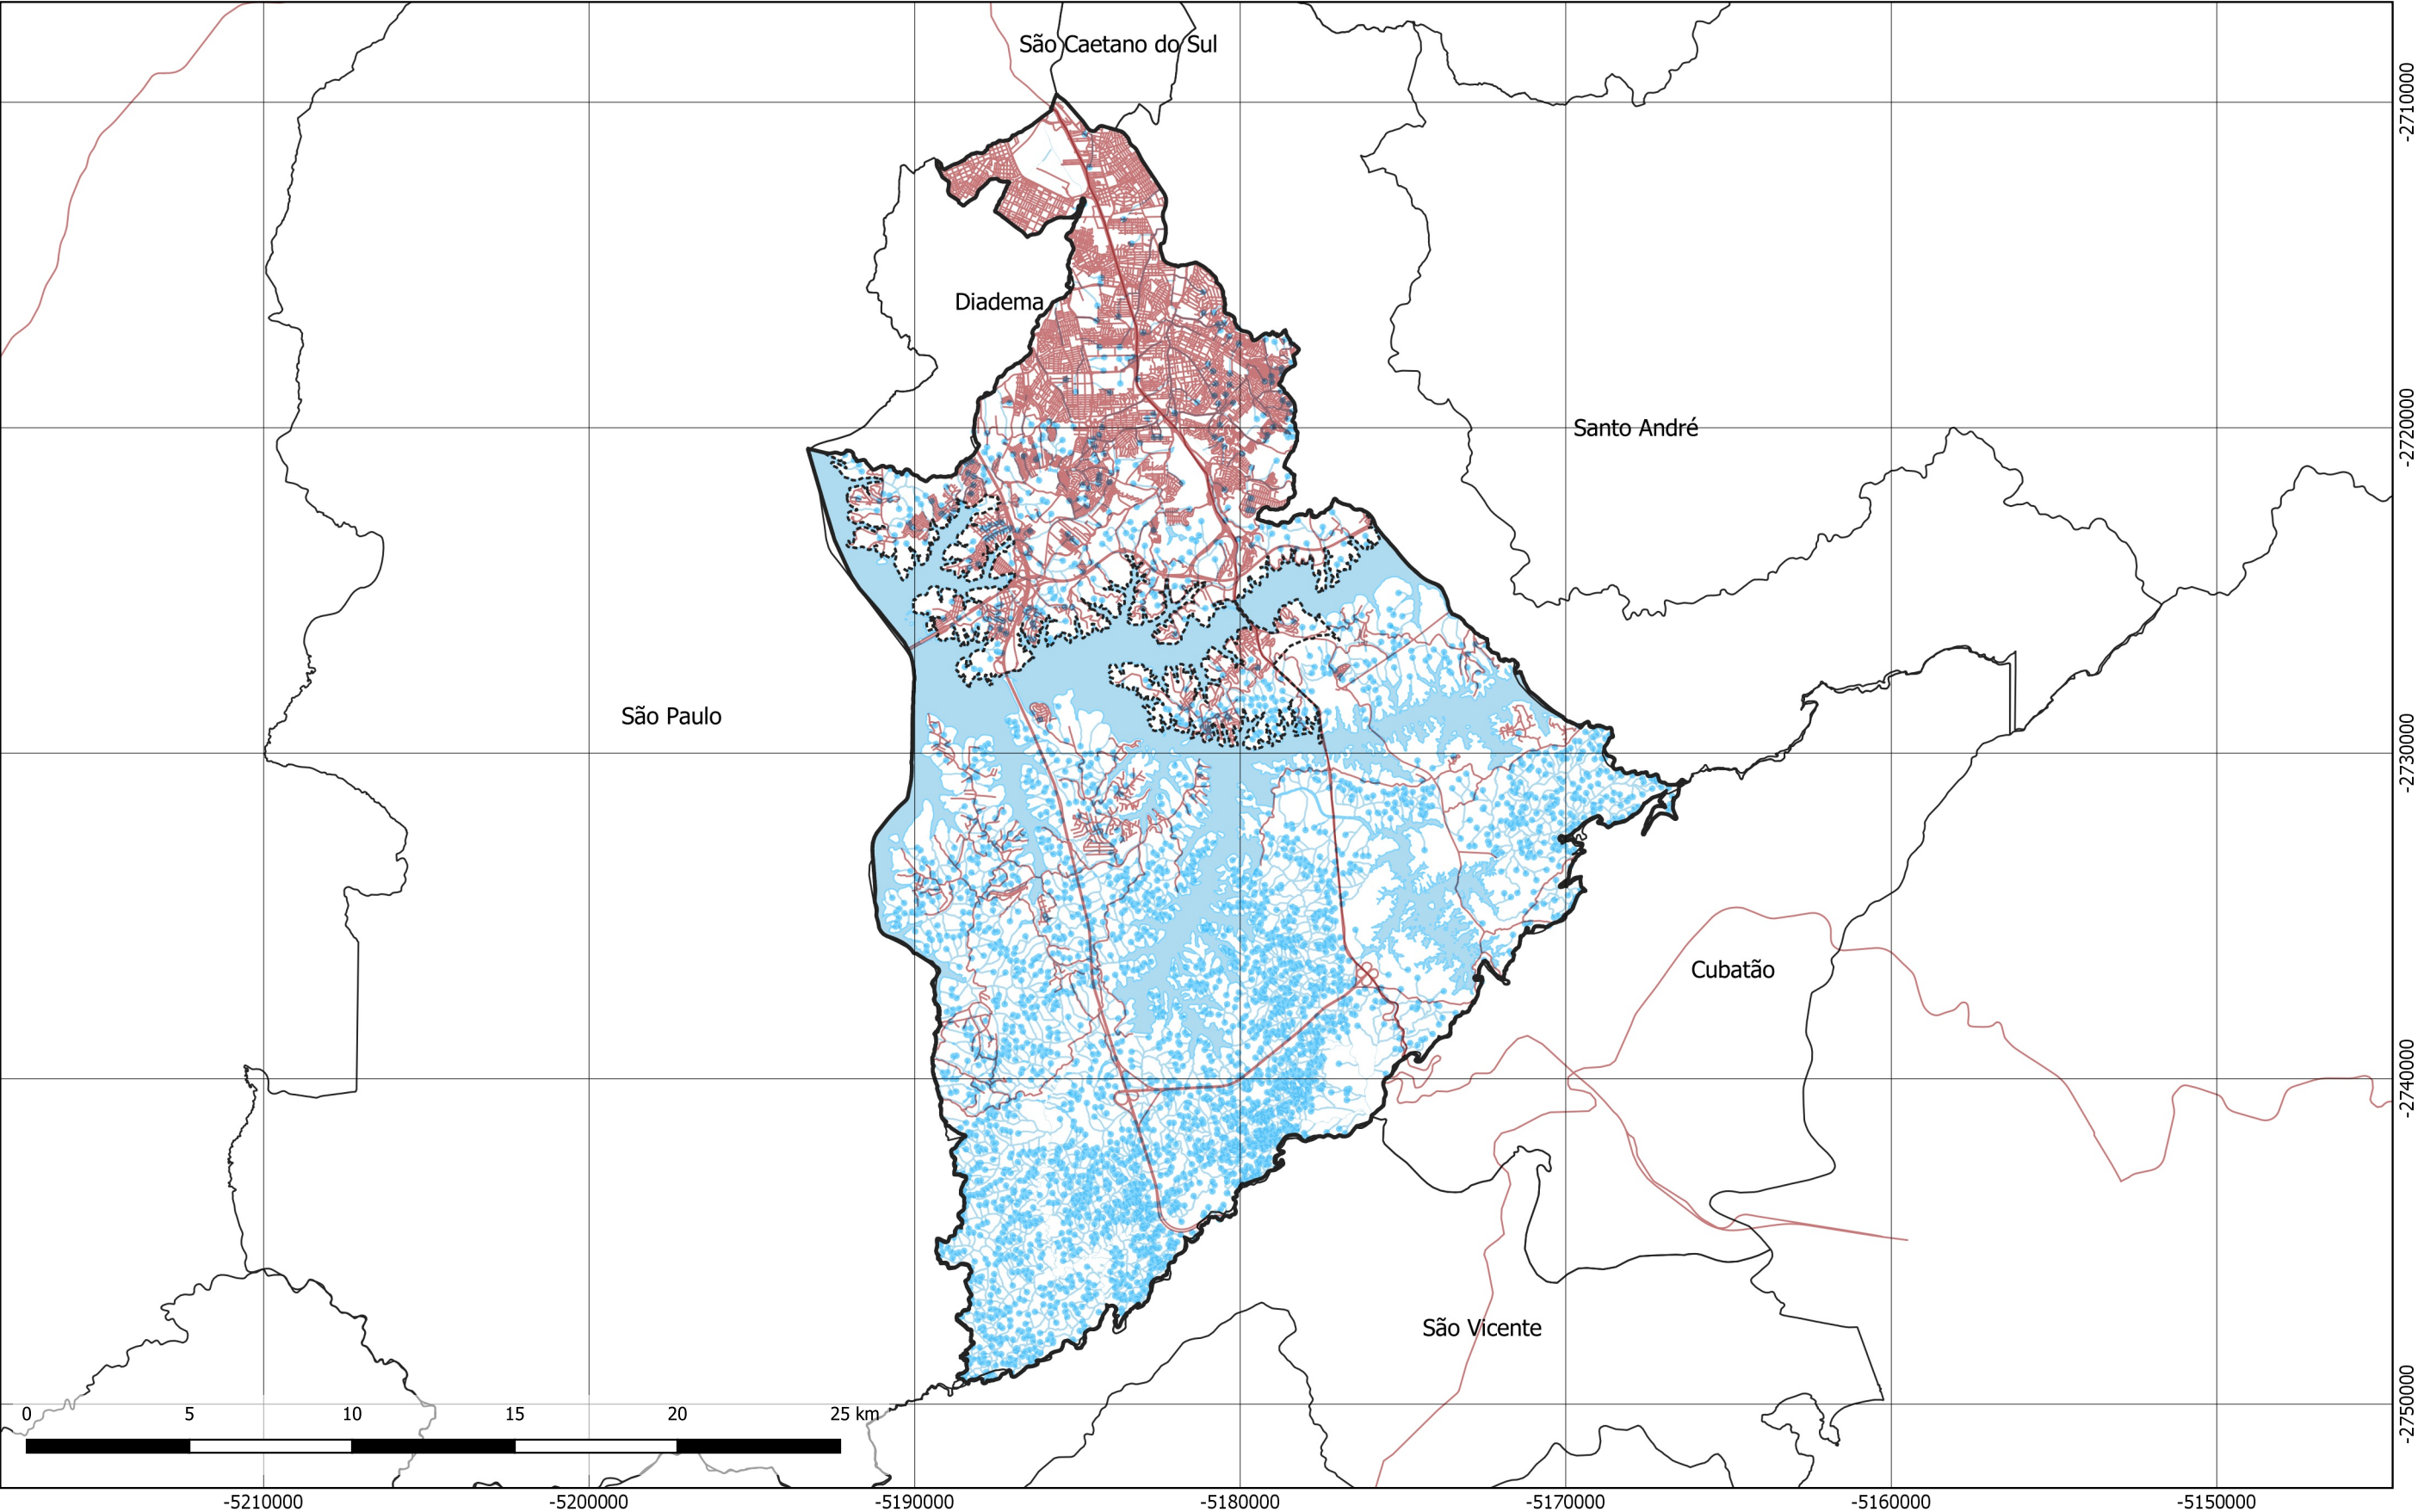 São Caetano do Sul
-2710000
Diadema
Santo André
-2720000
São Paulo
-2730000
Cubatão
-2740000
São Vicente
-2750000
0 5 10 15 20 25 km
-5210000 -5200000 -5190000 -5180000 -5170000 -5160000 -5150000